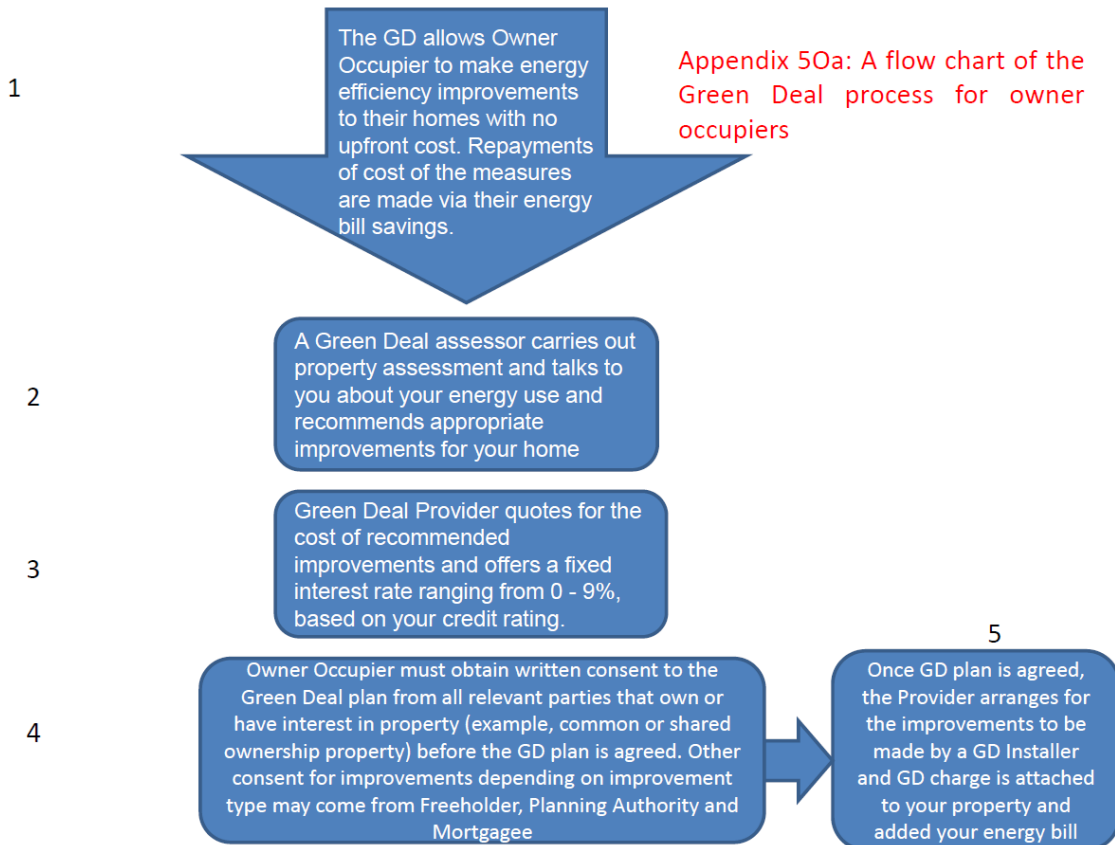 1
The GD allows Owner
Occupier to make energy
efficiency improvements
to their homes with no
upfront cost. Repayments
of cost of the measures
are made via their energy
bill savings.
Appendix 5Oa: A flow chart of the
Green Deal process for owner
occupiers
2
A Green Deal assessor carries out
property assessment and talks to
you about your energy use and
recommends appropriate
improvements for your home
3
Green Deal Provider quotes for the
cost of recommended
improvements and offers a fixed
interest rate ranging from 0 - 9%,
based on your credit rating.
4
Owner Occupier must obtain written consent to the
Green Deal plan from all relevant parties that own or
have interest in property (example, common or shared
ownership property) before the GD plan is agreed. Other
consent for improvements depending on improvement
type may come from Freeholder, Planning Authority and
Mortgagee
5
Once GD plan is agreed,
the Provider arranges for
the improvements to be
made by a GD Installer
and GD charge is attached
to your property and
added your energy bill